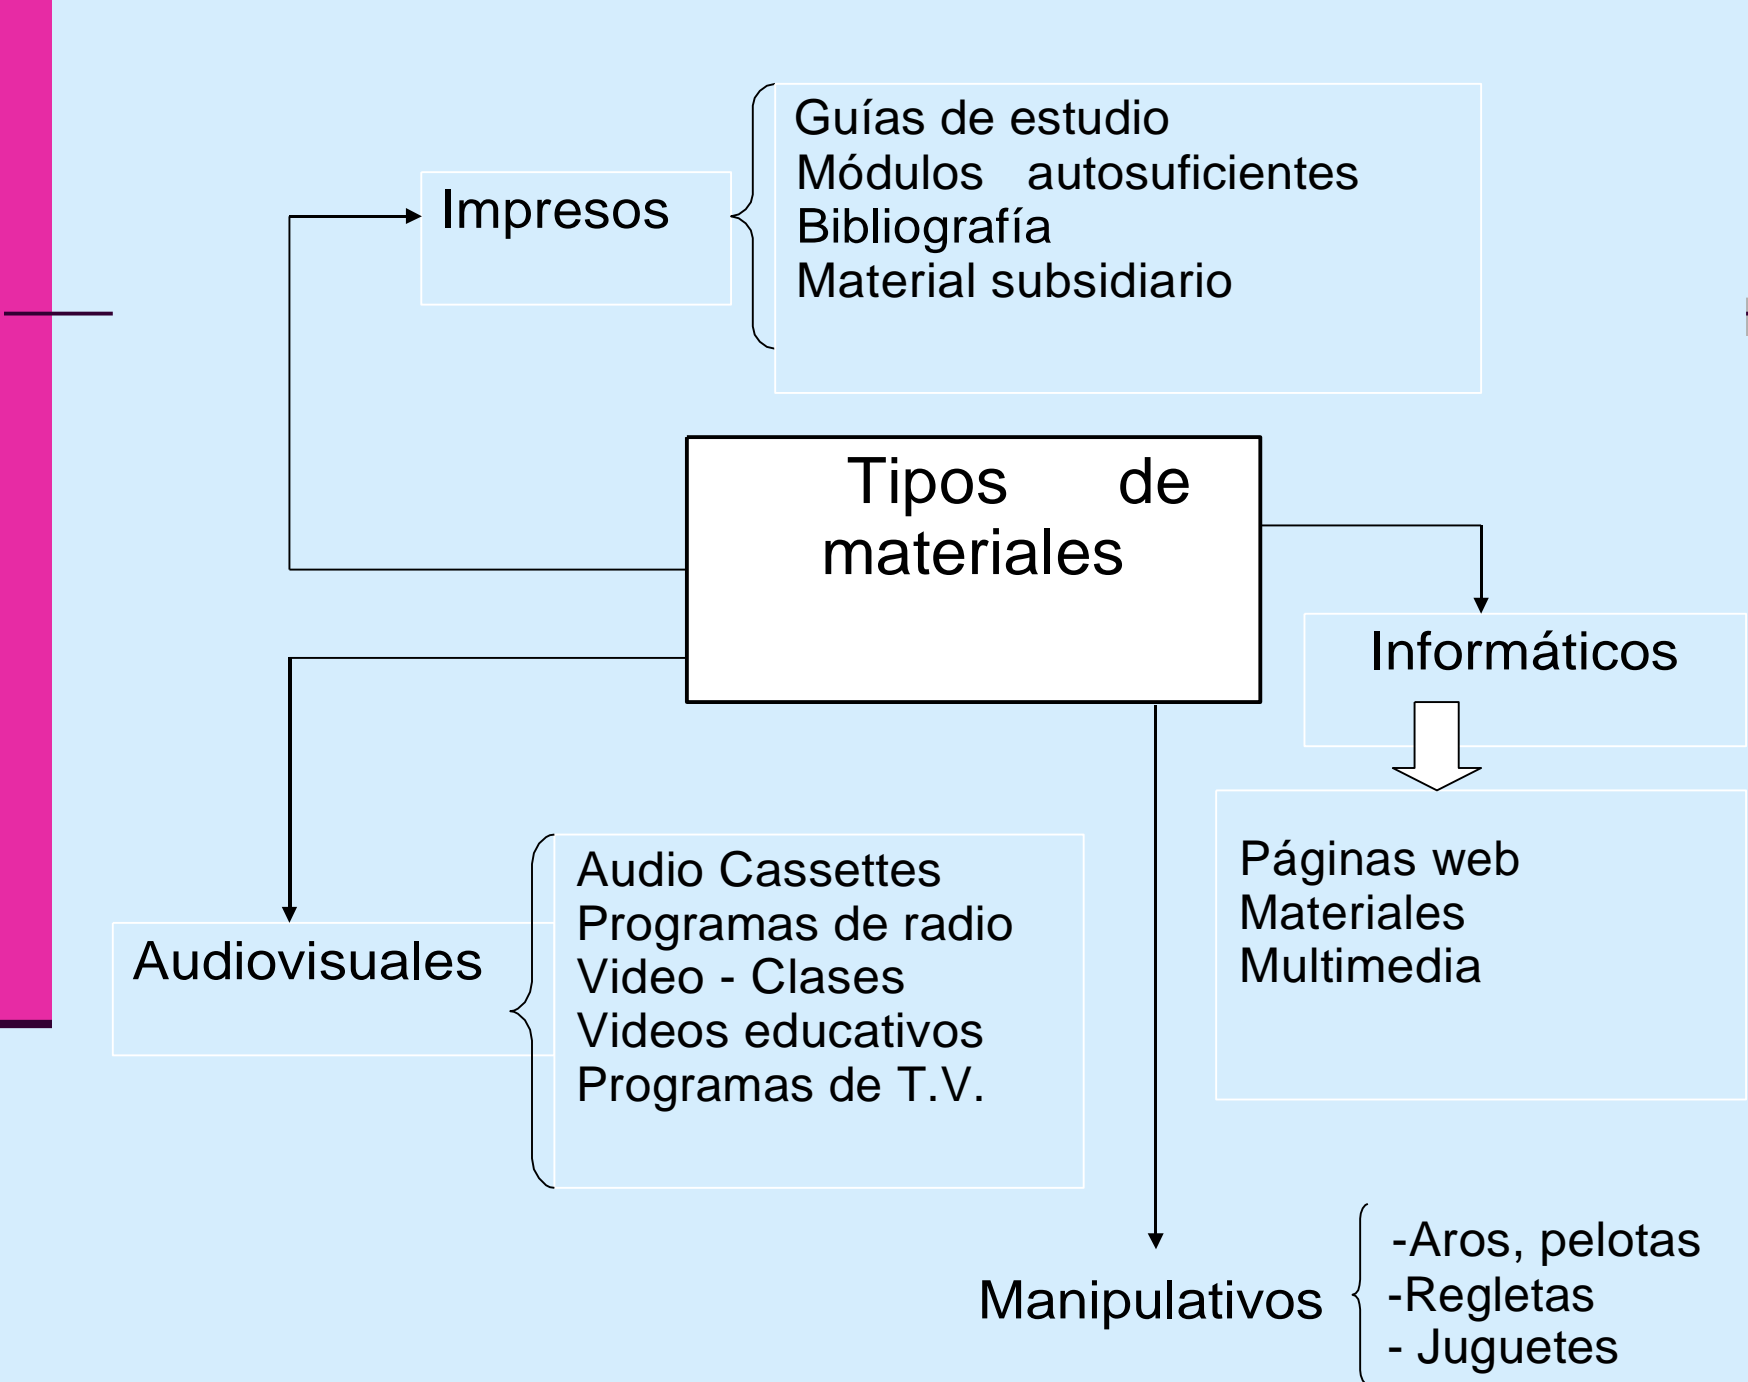 Guías de estudio
Módulos autosuficientes
Bibliografía
Material subsidiario
Impresos
Tipos de
materiales
Informáticos
Páginas web
Materiales
Multimedia
Audiovisuales
Audio Cassettes
Programas de radio
Video - Clases
Videos educativos
Programas de T.V.
Manipulativos
-Aros, pelotas
-Regletas
- Juguetes